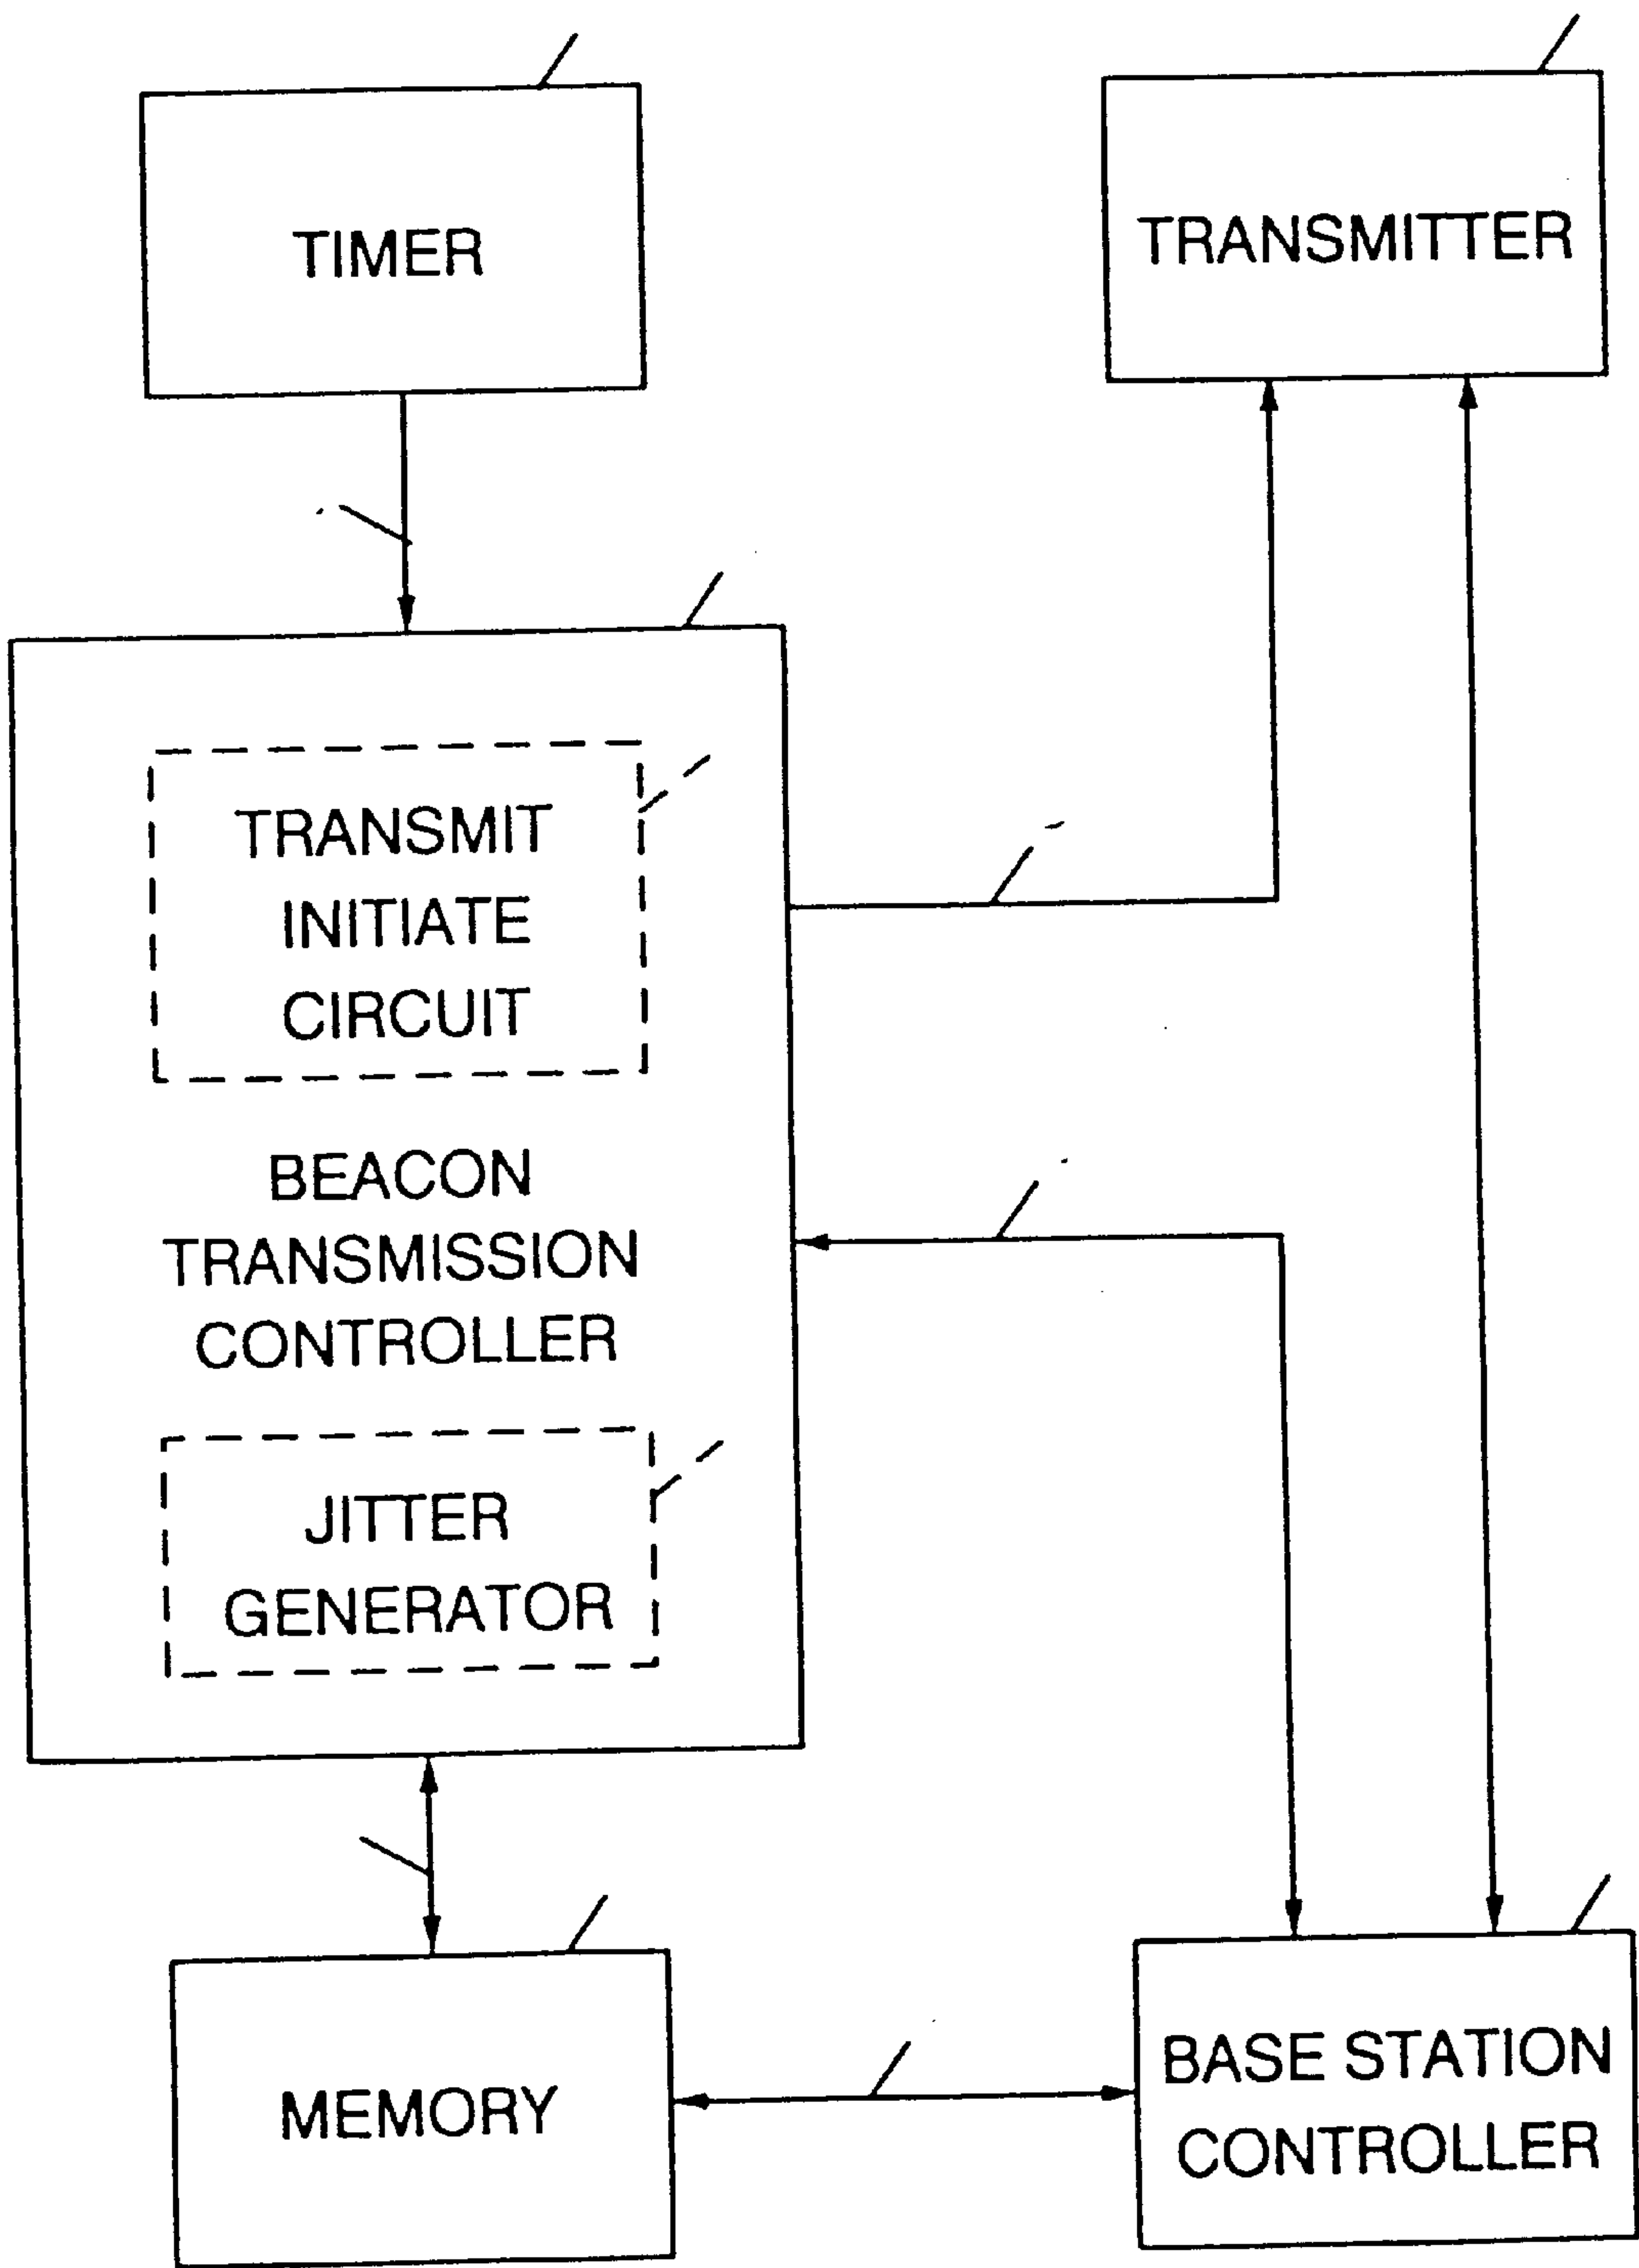 TIMER
TRANSMITTER
TRANSMIT
INITIATE
CIRCUIT
BEACON
TRANSMISSION
CONTROLLER
JITTER
GENERATOR
MEMORY
BASE STATION
CONTROLLER